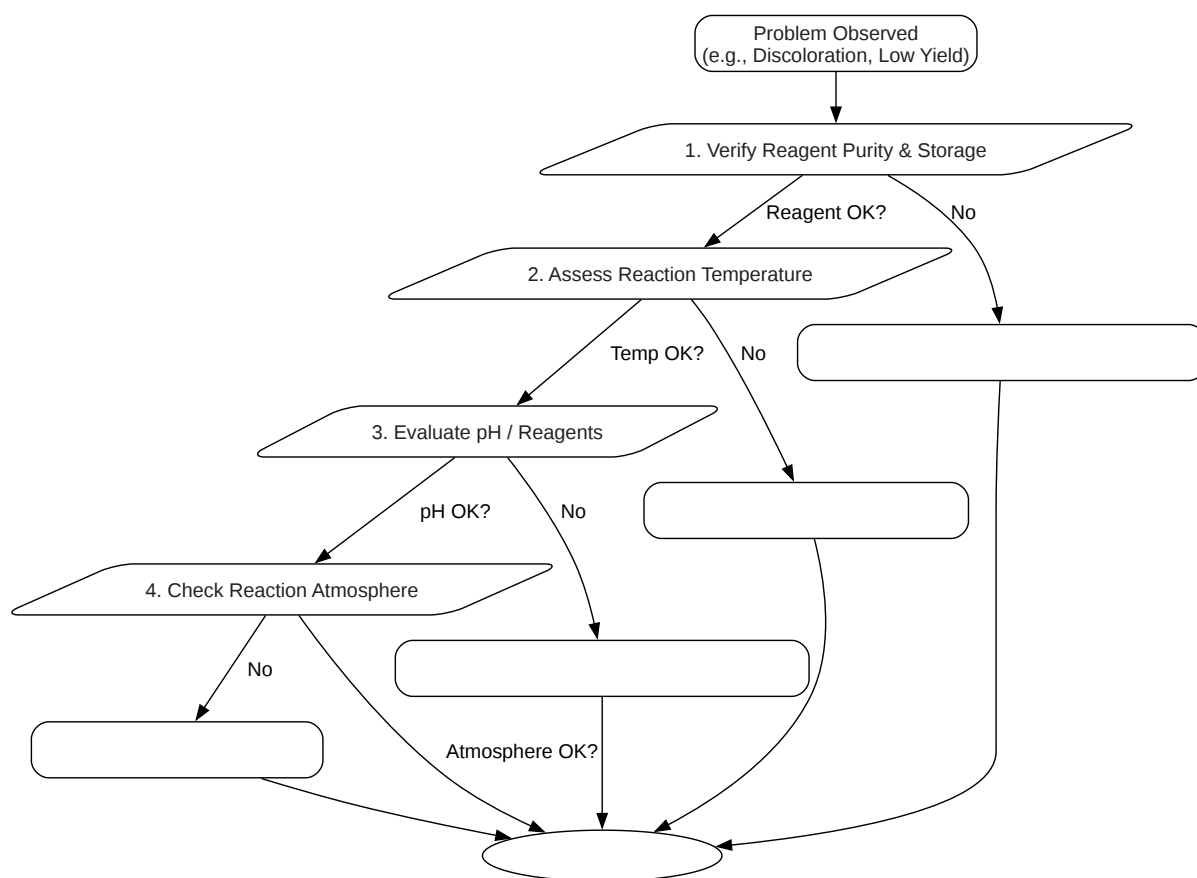 Problem Observed
(e.g., Discoloration, Low Yield)
1. Verify Reagent Purity & Storage
Reagent OK?
No
2. Assess Reaction Temperature
Temp OK?
No
3. Evaluate pH / Reagents
pH OK?
No
4. Check Reaction Atmosphere
No
Atmosphere OK?